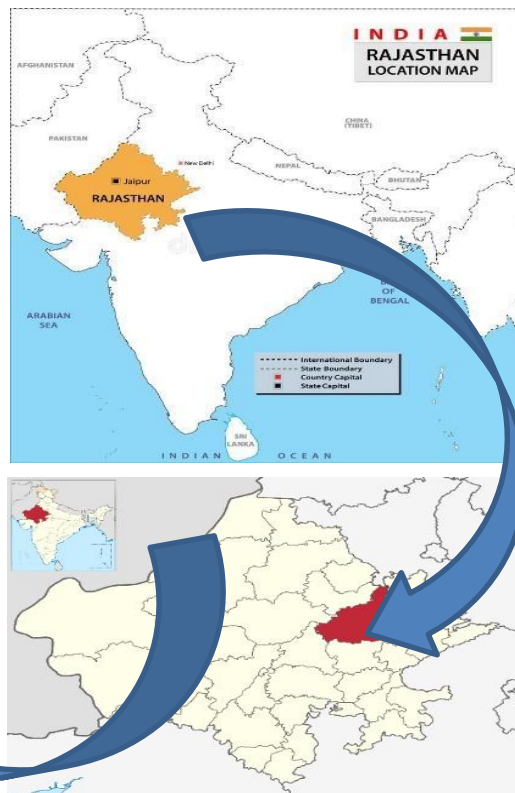 INDIA
RAJASTHAN
LOCATION MAP
AFGHANISTAN
CHINA
(TIBET)
PAKISTAN
New Delhi
NEPAL
BHUTAN
Jaipur
RAJASTHAN
BANGLADESH
OF
BENGAL
ARABIAN
SEA
International Boundary
State Boundary
Country Capital
State Capital
SRI
LANKA
INDIAN OCEAN